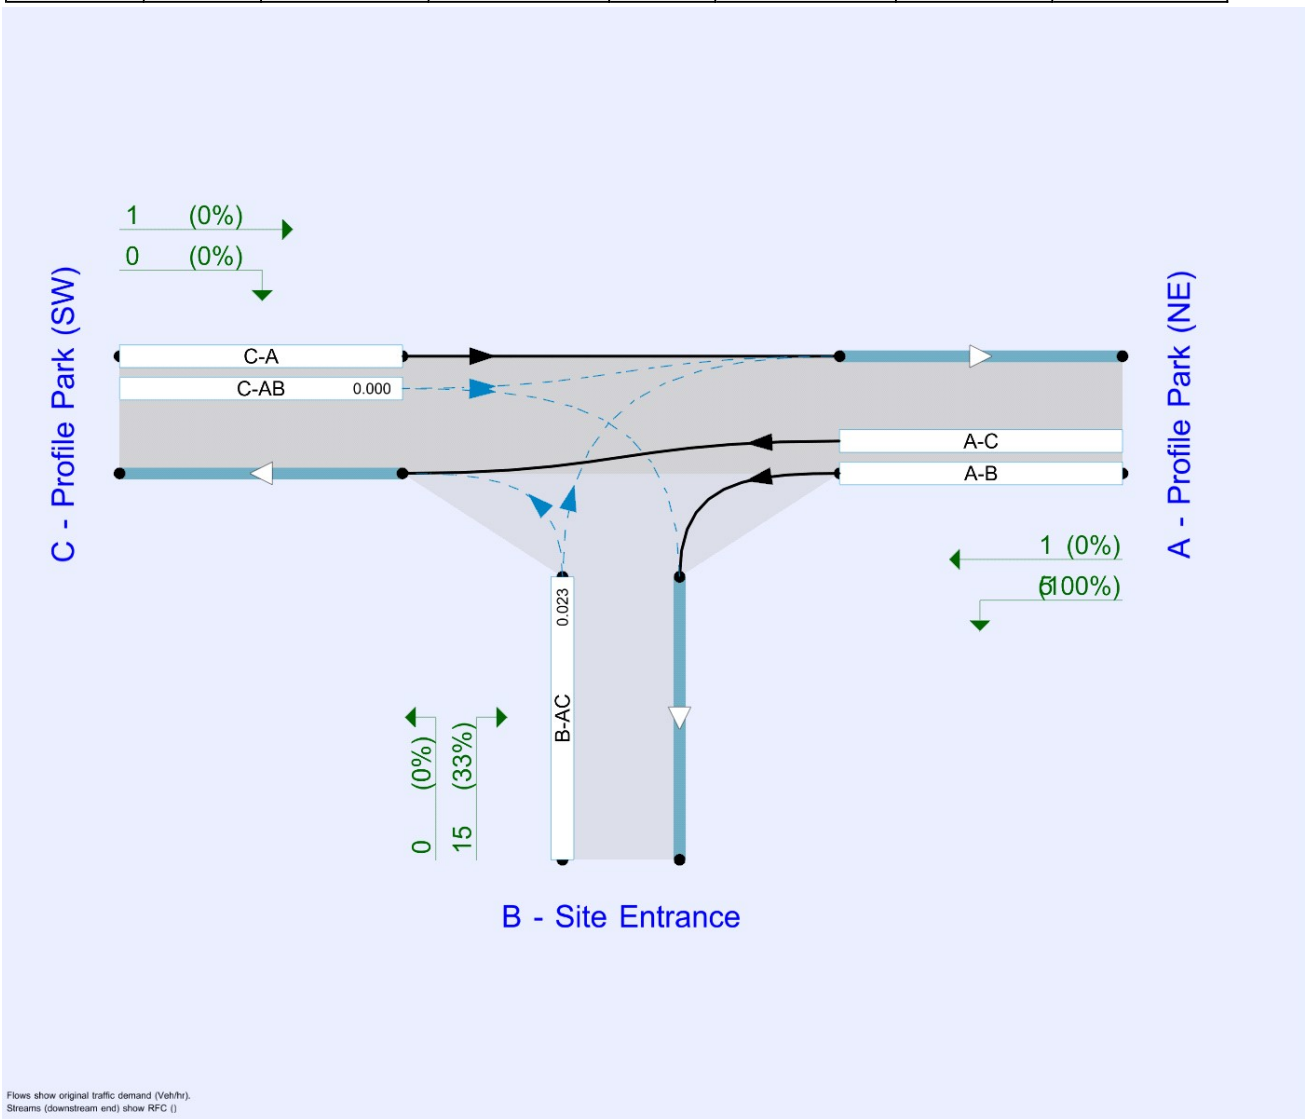 1 (0%)
0 (0%)
C - Profile Park (SW)
A - Profile Park (NE)
C-A
C-AB 0.000
A-C
A-B
1 (0%)
(100%)
0.023
B-AC
0 (0%)
15 (33%)
B - Site Entrance
Flows show original traffic demand (Veh/hr).
Streams (downstream end) show RFC ()